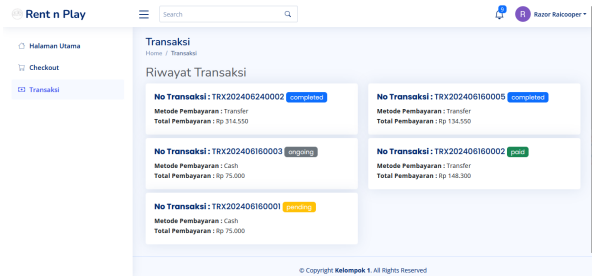 Rent n Play
Search
0
R
Razor Raicooper
Halaman Utama
Checkout
Transaksi
Transaksi
Home / Transaksi
Riwayat Transaksi
No Transaksi : TRX202406240002 completed
Metode Pembayaran : Transfer
Total Pembayaran : Rp 314.550
No Transaksi : TRX202406160005 completed
Metode Pembayaran : Transfer
Total Pembayaran : Rp 134.550
No Transaksi : TRX202406160003 ongoing
Metode Pembayaran : Cash
Total Pembayaran : Rp 75.000
No Transaksi : TRX202406160002 paid
Metode Pembayaran : Transfer
Total Pembayaran : Rp 148.300
No Transaksi : TRX202406160001 pending
Metode Pembayaran : Cash
Total Pembayaran : Rp 75.000
© Copyright Kelompok 1. All Rights Reserved